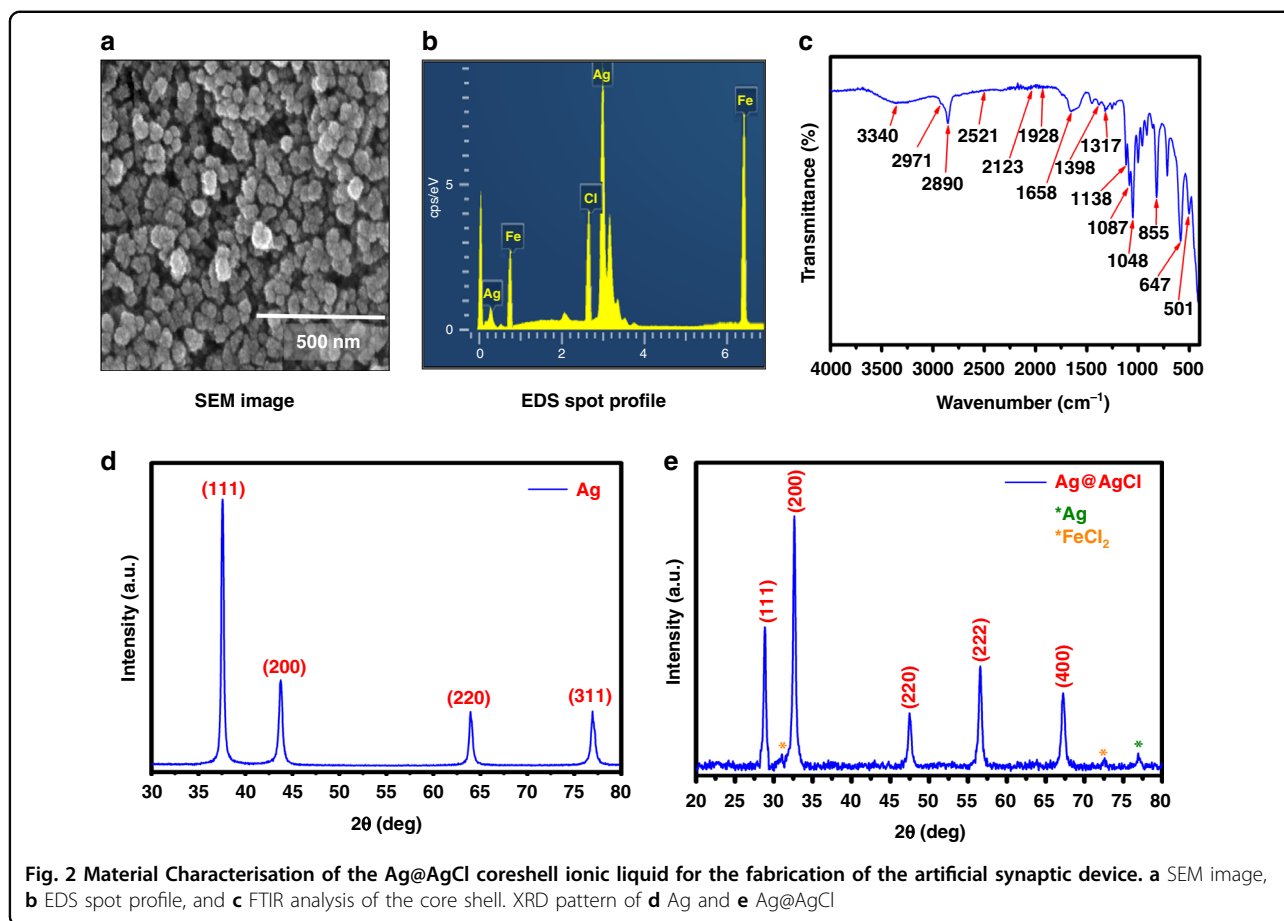 a
500 nm
SEM image
b
cps/eV
5
0
Ag
Fe
Cl
Ag
Fe
0 2 4 6
EDS spot profile
c
Transmittance (%)
3340
2971
2890
2521
2123
1928
1658
1398
1317
1138
1087
1048
855
647
501
4000 3500 3000 2500 2000 1500 1000 500
Wavenumber (cm⁻¹)
d
Intensity (a.u.)
(111)
(200)
(220)
(311)
Ag
30 35 40 45 50 55 60 65 70 75 80
2θ (deg)
e
Intensity (a.u.)
(111)
(200)
(220)
(222)
(400)
Ag@AgCl
*Ag
*FeCl₂
*
*
*
20 25 30 35 40 45 50 55 60 65 70 75 80
2θ (deg)
Fig. 2 Material Characterisation of the Ag@AgCl coreshell ionic liquid for the fabrication of the artificial synaptic device. a SEM image,
b EDS spot profile, and c FTIR analysis of the core shell. XRD pattern of d Ag and e Ag@AgCl